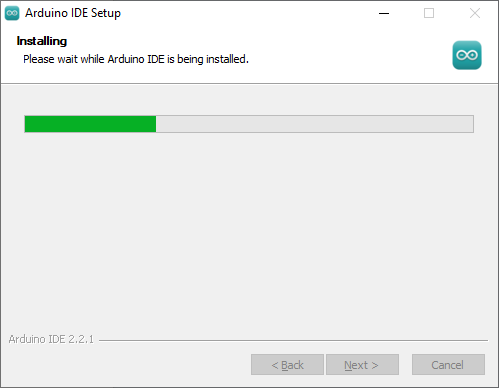 Arduino IDE Setup
Installing
Please wait while Arduino IDE is being installed.
Arduino IDE 2.2.1
< Back
Next >
Cancel